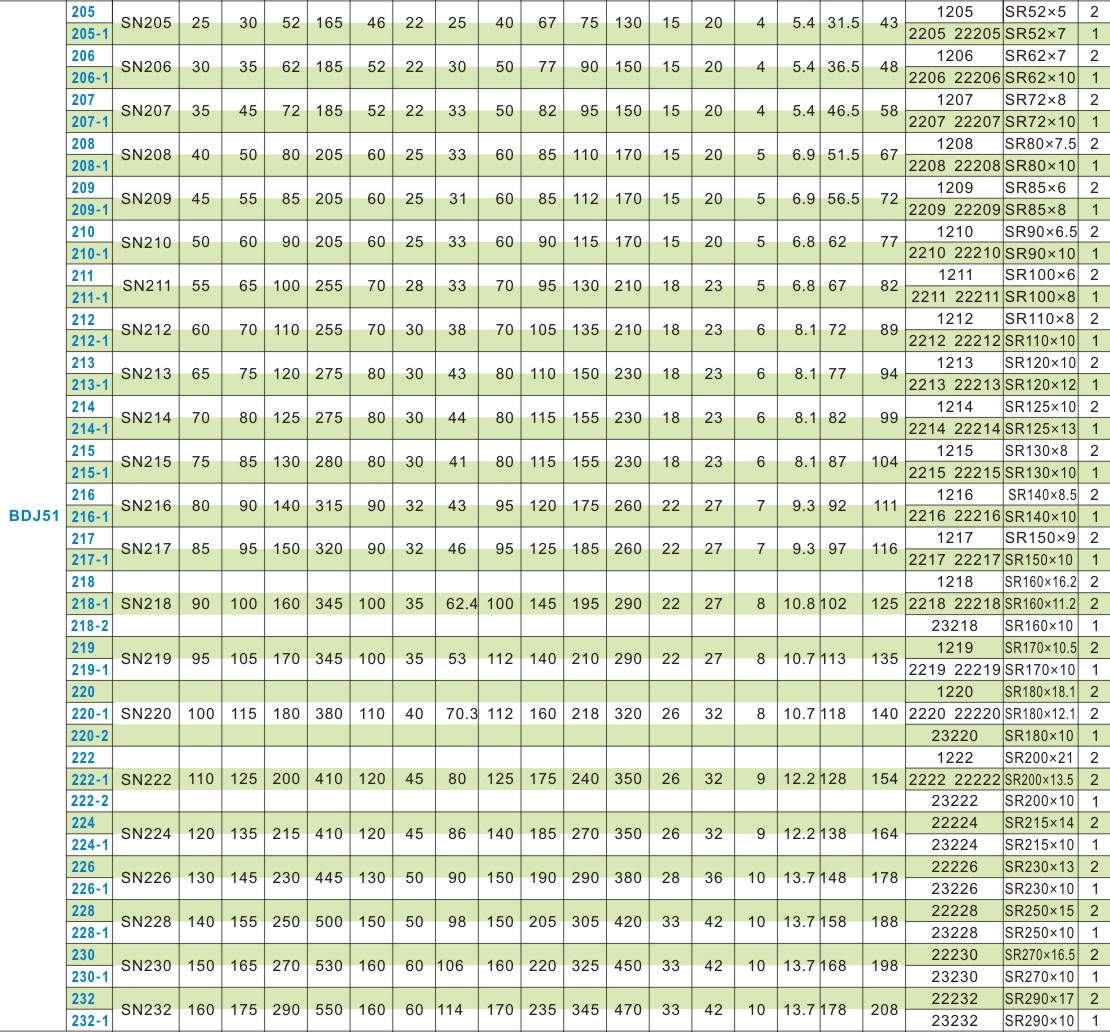 205 1205 SR52×5 2
SN205 25 30 52 165 46 22 25 40 67 75 130 15 20 4 5.4 31.5 43
205-1 2205 22205 SR52×7 1
206 1206 SR62×7 2
SN206 30 35 62 185 52 22 30 50 77 90 150 15 20 4 5.4 36.5 48
206-1 2206 22206 SR62×10 1
207 1207 SR72×8 2
SN207 35 45 72 185 52 22 33 50 82 95 150 15 20 4 5.4 46.5 58
207-1 2207 22207 SR72×10 1
208 1208 SR80×7.5 2
SN208 40 50 80 205 60 25 33 60 85 110 170 15 20 5 6.9 51.5 67
208-1 2208 22208 SR80×10 1
209 1209 SR85×6 2
SN209 45 55 85 205 60 25 31 60 85 112 170 15 20 5 6.9 56.5 72
209-1 2209 22209 SR85×8 1
210 1210 SR90×6.5 2
SN210 50 60 90 205 60 25 33 60 90 115 170 15 20 5 6.8 62 77
210-1 2210 22210 SR90×10 1
211 1211 SR100×6 2
SN211 55 65 100 255 70 28 33 70 95 130 210 18 23 5 6.8 67 82
211-1 2211 22211 SR100×8 1
212 1212 SR110×8 2
SN212 60 70 110 255 70 30 38 70 105 135 210 18 23 6 8.1 72 89
212-1 2212 22212 SR110×10 1
213 1213 SR120×10 2
SN213 65 75 120 275 80 30 43 80 110 150 230 18 23 6 8.1 77 94
213-1 2213 22213 SR120×12 1
214 1214 SR125×10 2
SN214 70 80 125 275 80 30 44 80 115 155 230 18 23 6 8.1 82 99
214-1 2214 22214 SR125×13 1
215 1215 SR130×8 2
SN215 75 85 130 280 80 30 41 80 115 155 230 18 23 6 8.1 87 104
215-1 2215 22215 SR130×10 1
216 1216 SR140×8.5 2
SN216 80 90 140 315 90 32 43 95 120 175 260 22 27 7 9.3 92 111
BDJ51 216-1 2216 22216 SR140×10 1
217 1217 SR150×9 2
SN217 85 95 150 320 90 32 46 95 125 185 260 22 27 7 9.3 97 116
217-1 2217 22217 SR150×10 1
218 1218 SR160×16.2 2
218-1 SN218 90 100 160 345 100 35 62.4 100 145 195 290 22 27 8 10.8 102 125 2218 22218 SR160×11.2 2
218-2 23218 SR160×10 1
219 1219 SR170×10.5 2
SN219 95 105 170 345 100 35 53 112 140 210 290 22 27 8 10.7 113 135
219-1 2219 22219 SR170×10 1
220 1220 SR180×18.1 2
220-1 SN220 100 115 180 380 110 40 70.3 112 160 218 320 26 32 8 10.7 118 140 2220 22220 SR180×12.1 2
220-2 23220 SR180×10 1
222 1222 SR200×21 2
222-1 SN222 110 125 200 410 120 45 80 125 175 240 350 26 32 9 12.2 128 154 2222 22222 SR200×13.5 2
222-2 23222 SR200×10 1
224 22224 SR215×14 2
SN224 120 135 215 410 120 45 86 140 185 270 350 26 32 9 12.2 138 164
224-1 23224 SR215×10 1
226 22226 SR230×13 2
SN226 130 145 230 445 130 50 90 150 190 290 380 28 36 10 13.7 148 178
226-1 23226 SR230×10 1
228 22228 SR250×15 2
SN228 140 155 250 500 150 50 98 150 205 305 420 33 42 10 13.7 158 188
228-1 23228 SR250×10 1
230 22230 SR270×16.5 2
SN230 150 165 270 530 160 60 106 160 220 325 450 33 42 10 13.7 168 198
230-1 23230 SR270×10 1
232 22232 SR290×17 2
SN232 160 175 290 550 160 60 114 170 235 345 470 33 42 10 13.7 178 208
232-1 23232 SR290×10 1